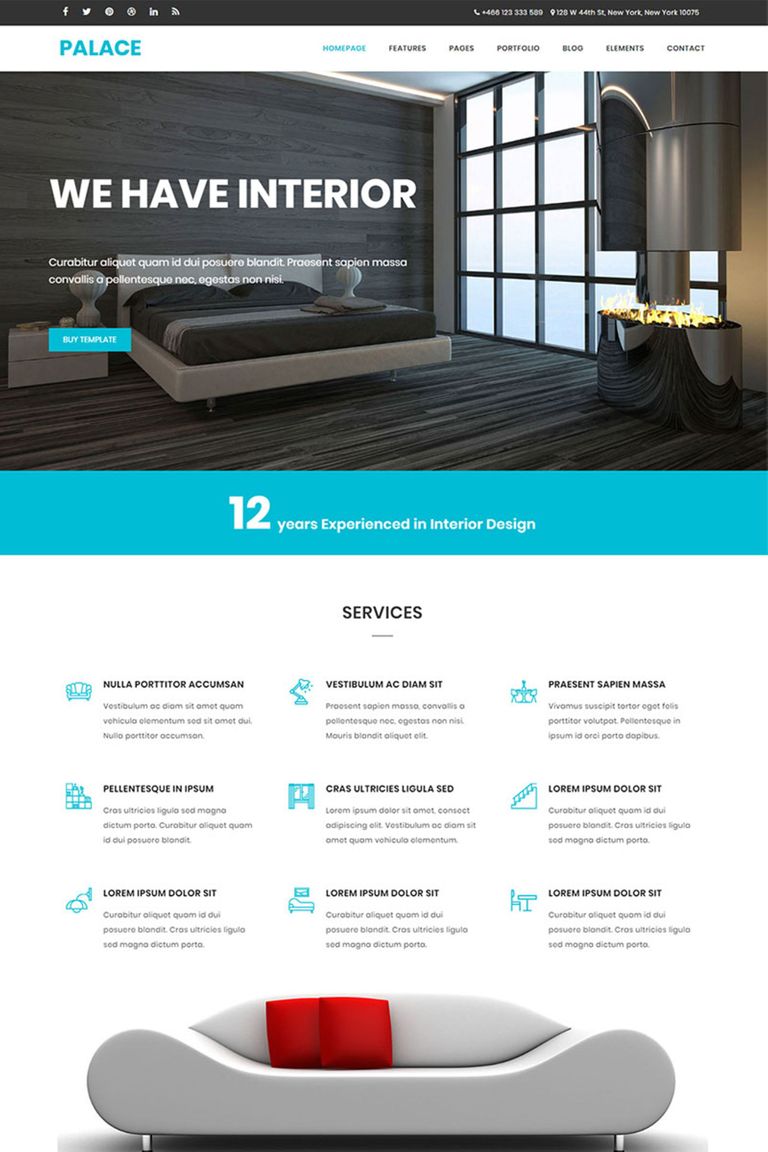 +466 123 333 589 128 W 44th St, New York, New York 10075
PALACE HOMEPAGE FEATURES PAGES PORTFOLIO BLOG ELEMENTS CONTACT
WE HAVE INTERIOR
Curabitur aliquet quam id dui posuere blandit. Praesent sapien massa
convallis a pellentesque nec, egestas non nisi.
BUY TEMPLATE
12 years Experienced in Interior Design
SERVICES
NULLA PORTTITOR ACCUMSAN
Vestibulum ac diam sit amet quam
vehicula elementum sed sit amet dui.
Nulla porttitor accumsan.
VESTIBULUM AC DIAM SIT
Praesent sapien massa, convallis a
pellentesque nec, egestas non nisi.
Mauris blandit aliquet elit.
PRAESENT SAPIEN MASSA
Vivamus suscipit tortor eget felis
porttitor volutpat. Pellentesque in
ipsum id orci porta dapibus.
PELLENTESQUE IN IPSUM
Cras ultricies ligula sed magna
dictum porta. Curabitur aliquet quam
id dui posuere blandit.
CRAS ULTRICIES LIGULA SED
Lorem ipsum dolor sit amet, consect
adipiscing elit. Vestibulum ac diam sit
amet quam vehicula elementum.
LOREM IPSUM DOLOR SIT
Curabitur aliquet quam id dui
posuere blandit. Cras ultricies ligula
sed magna dictum porta.
LOREM IPSUM DOLOR SIT
Curabitur aliquet quam id dui
posuere blandit. Cras ultricies ligula
sed magna dictum porta.
LOREM IPSUM DOLOR SIT
Curabitur aliquet quam id dui
posuere blandit. Cras ultricies ligula
sed magna dictum porta.
LOREM IPSUM DOLOR SIT
Curabitur aliquet quam id dui
posuere blandit. Cras ultricies ligula
sed magna dictum porta.